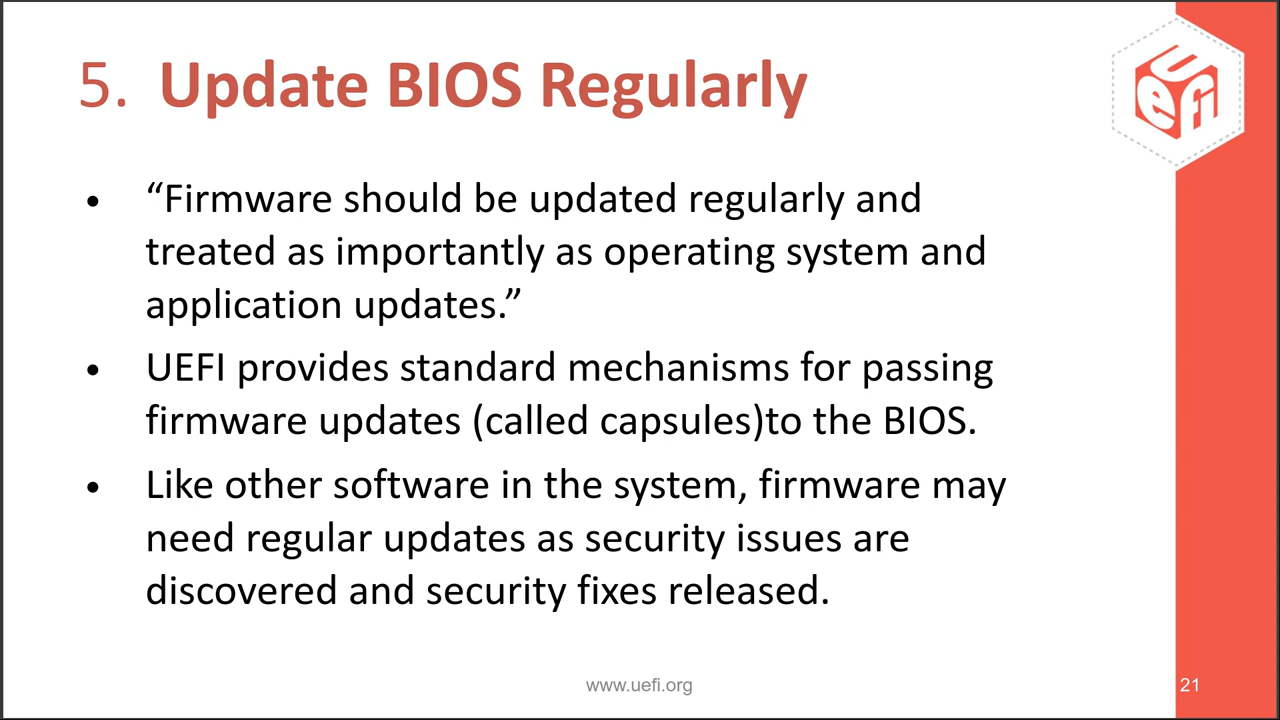 5. Update BIOS Regularly
UEFI
• “Firmware should be updated regularly and
treated as importantly as operating system and
application updates.”
• UEFI provides standard mechanisms for passing
firmware updates (called capsules)to the BIOS.
• Like other software in the system, firmware may
need regular updates as security issues are
discovered and security fixes released.
www.uefi.org
21